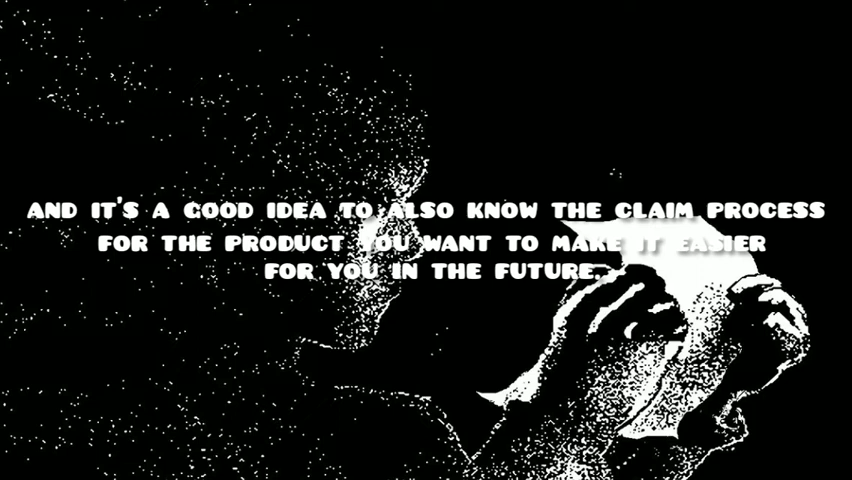 AND IT'S A GOOD IDEA TO ALSO KNOW THE CLAIM PROCESS
FOR THE PRODUCT YOU WANT TO MAKE IT EASIER
FOR YOU IN THE FUTURE.